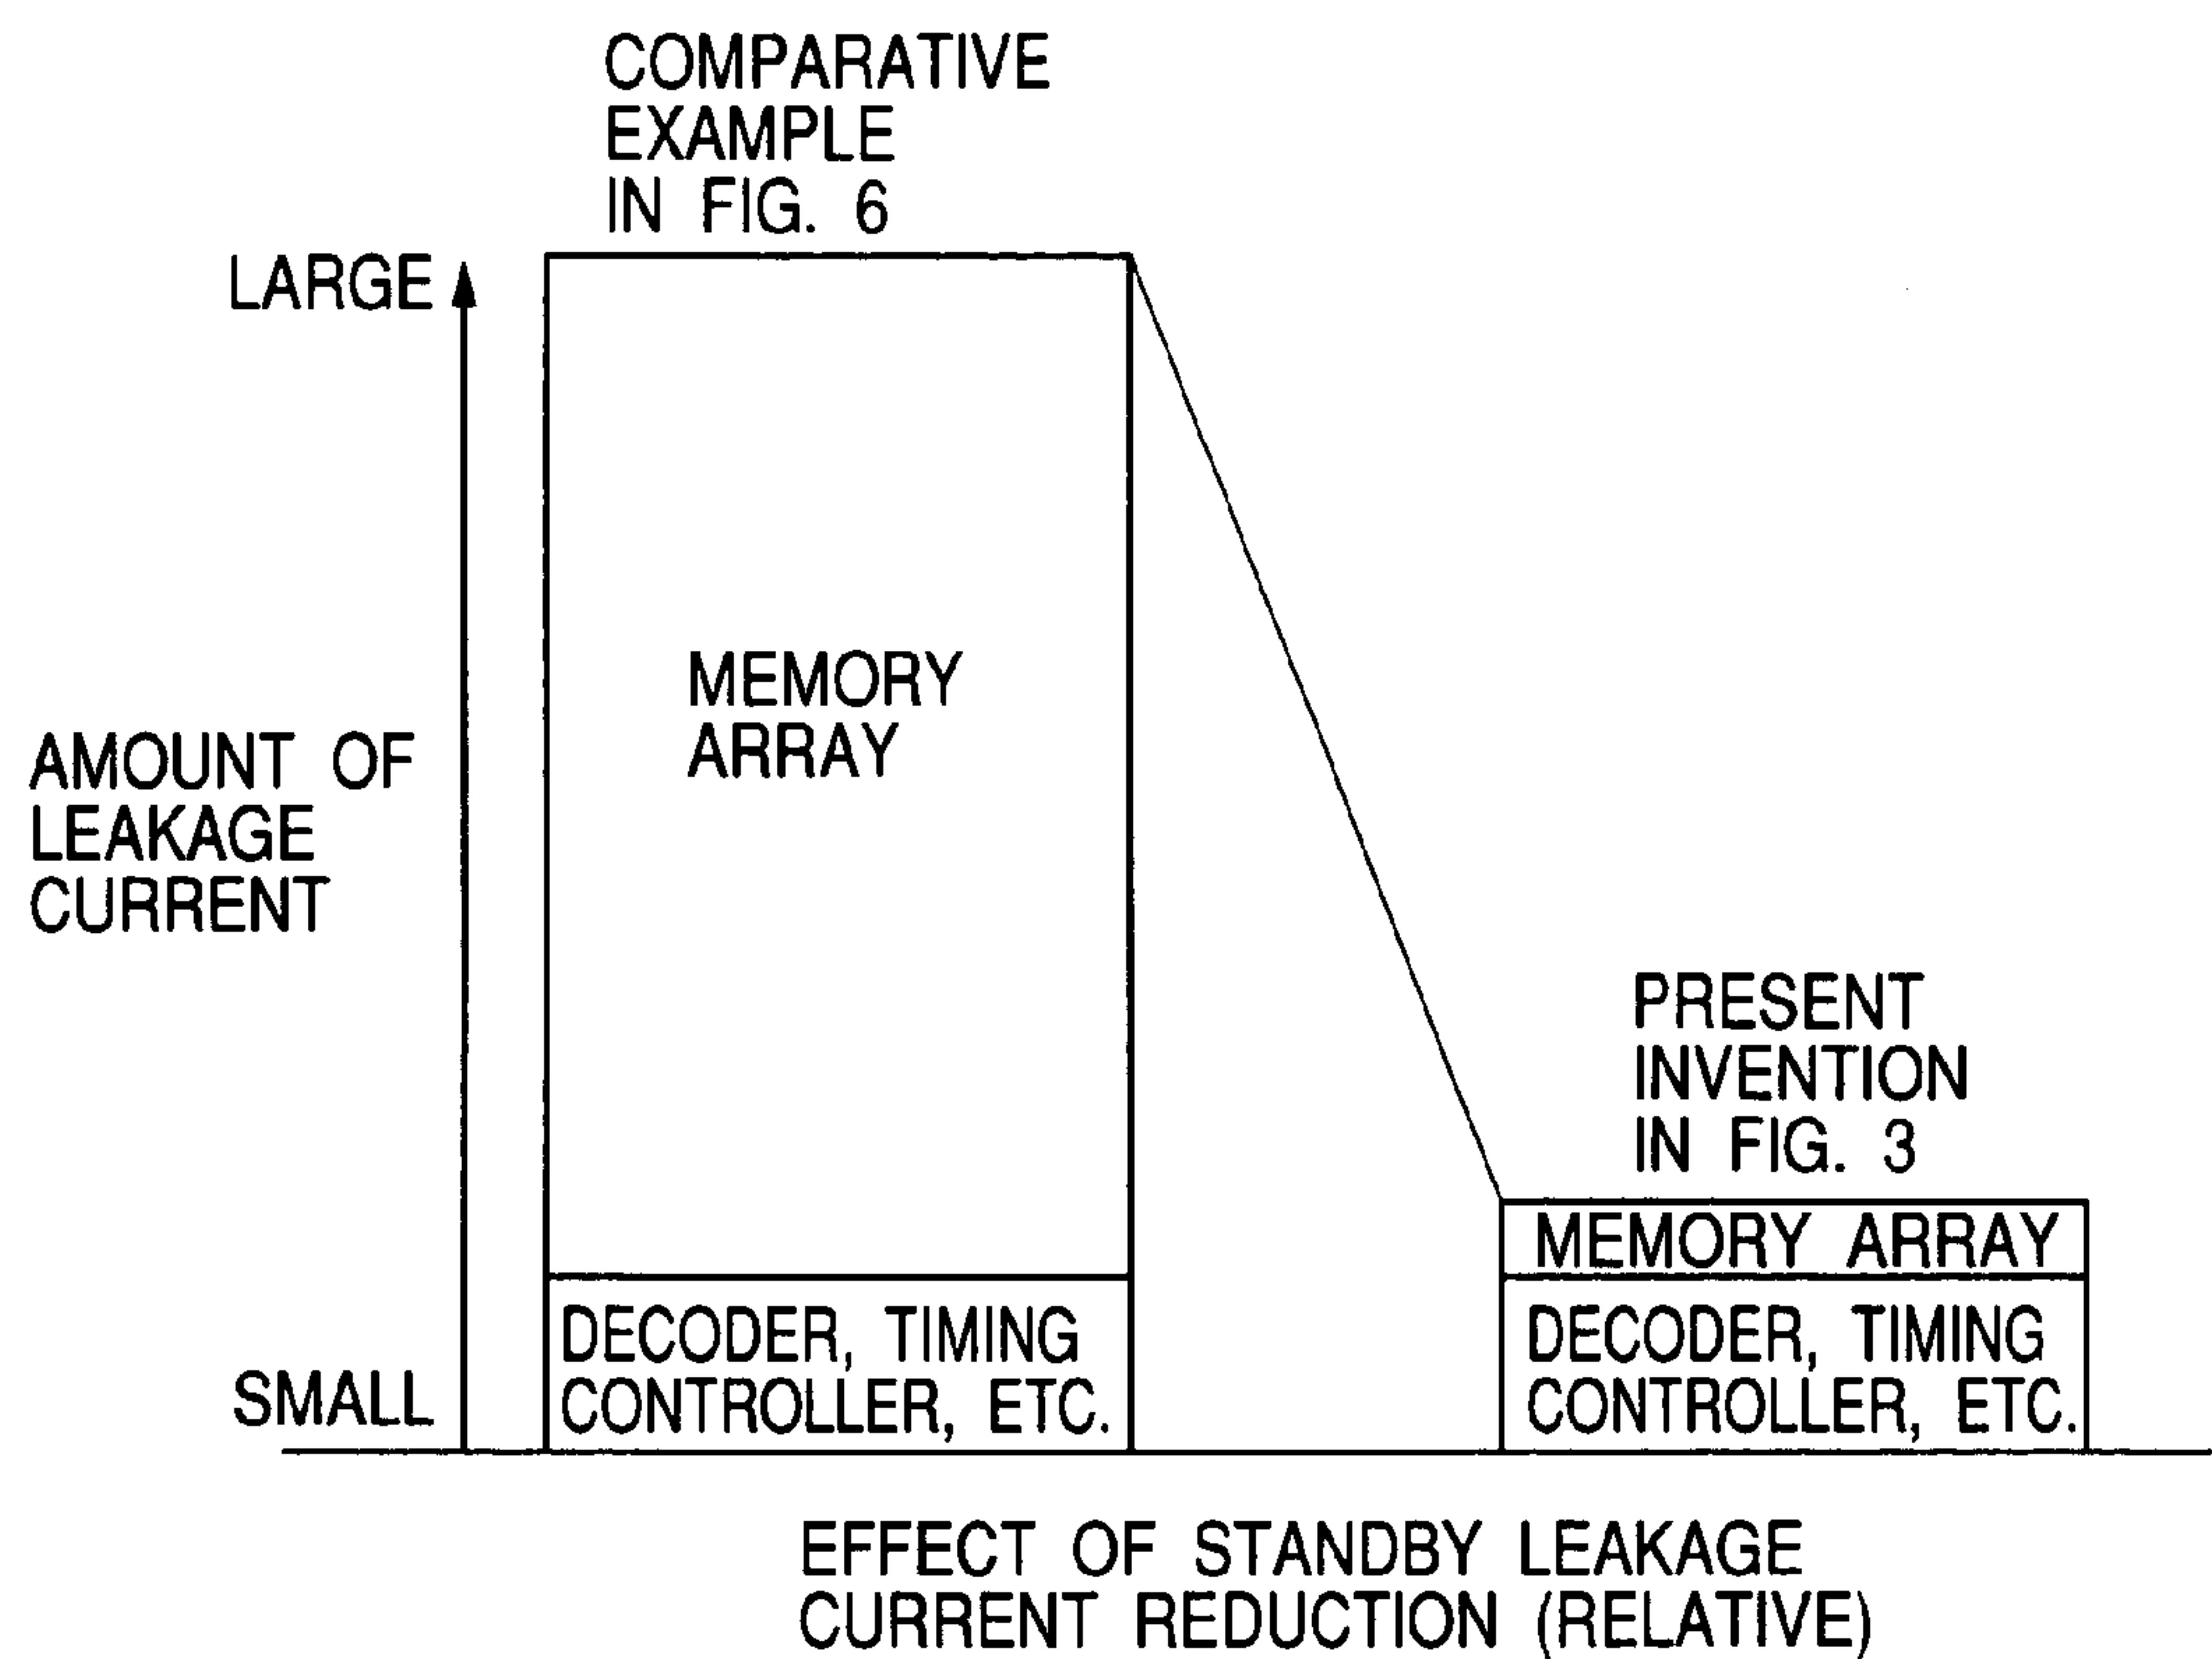 COMPARATIVE
EXAMPLE
IN FIG. 6
LARGE
MEMORY
ARRAY
AMOUNT OF
LEAKAGE
CURRENT
PRESENT
INVENTION
IN FIG. 3
MEMORY ARRAY
DECODER, TIMING
CONTROLLER, ETC.
DECODER, TIMING
CONTROLLER, ETC.
SMALL
EFFECT OF STANDBY LEAKAGE
CURRENT REDUCTION (RELATIVE)